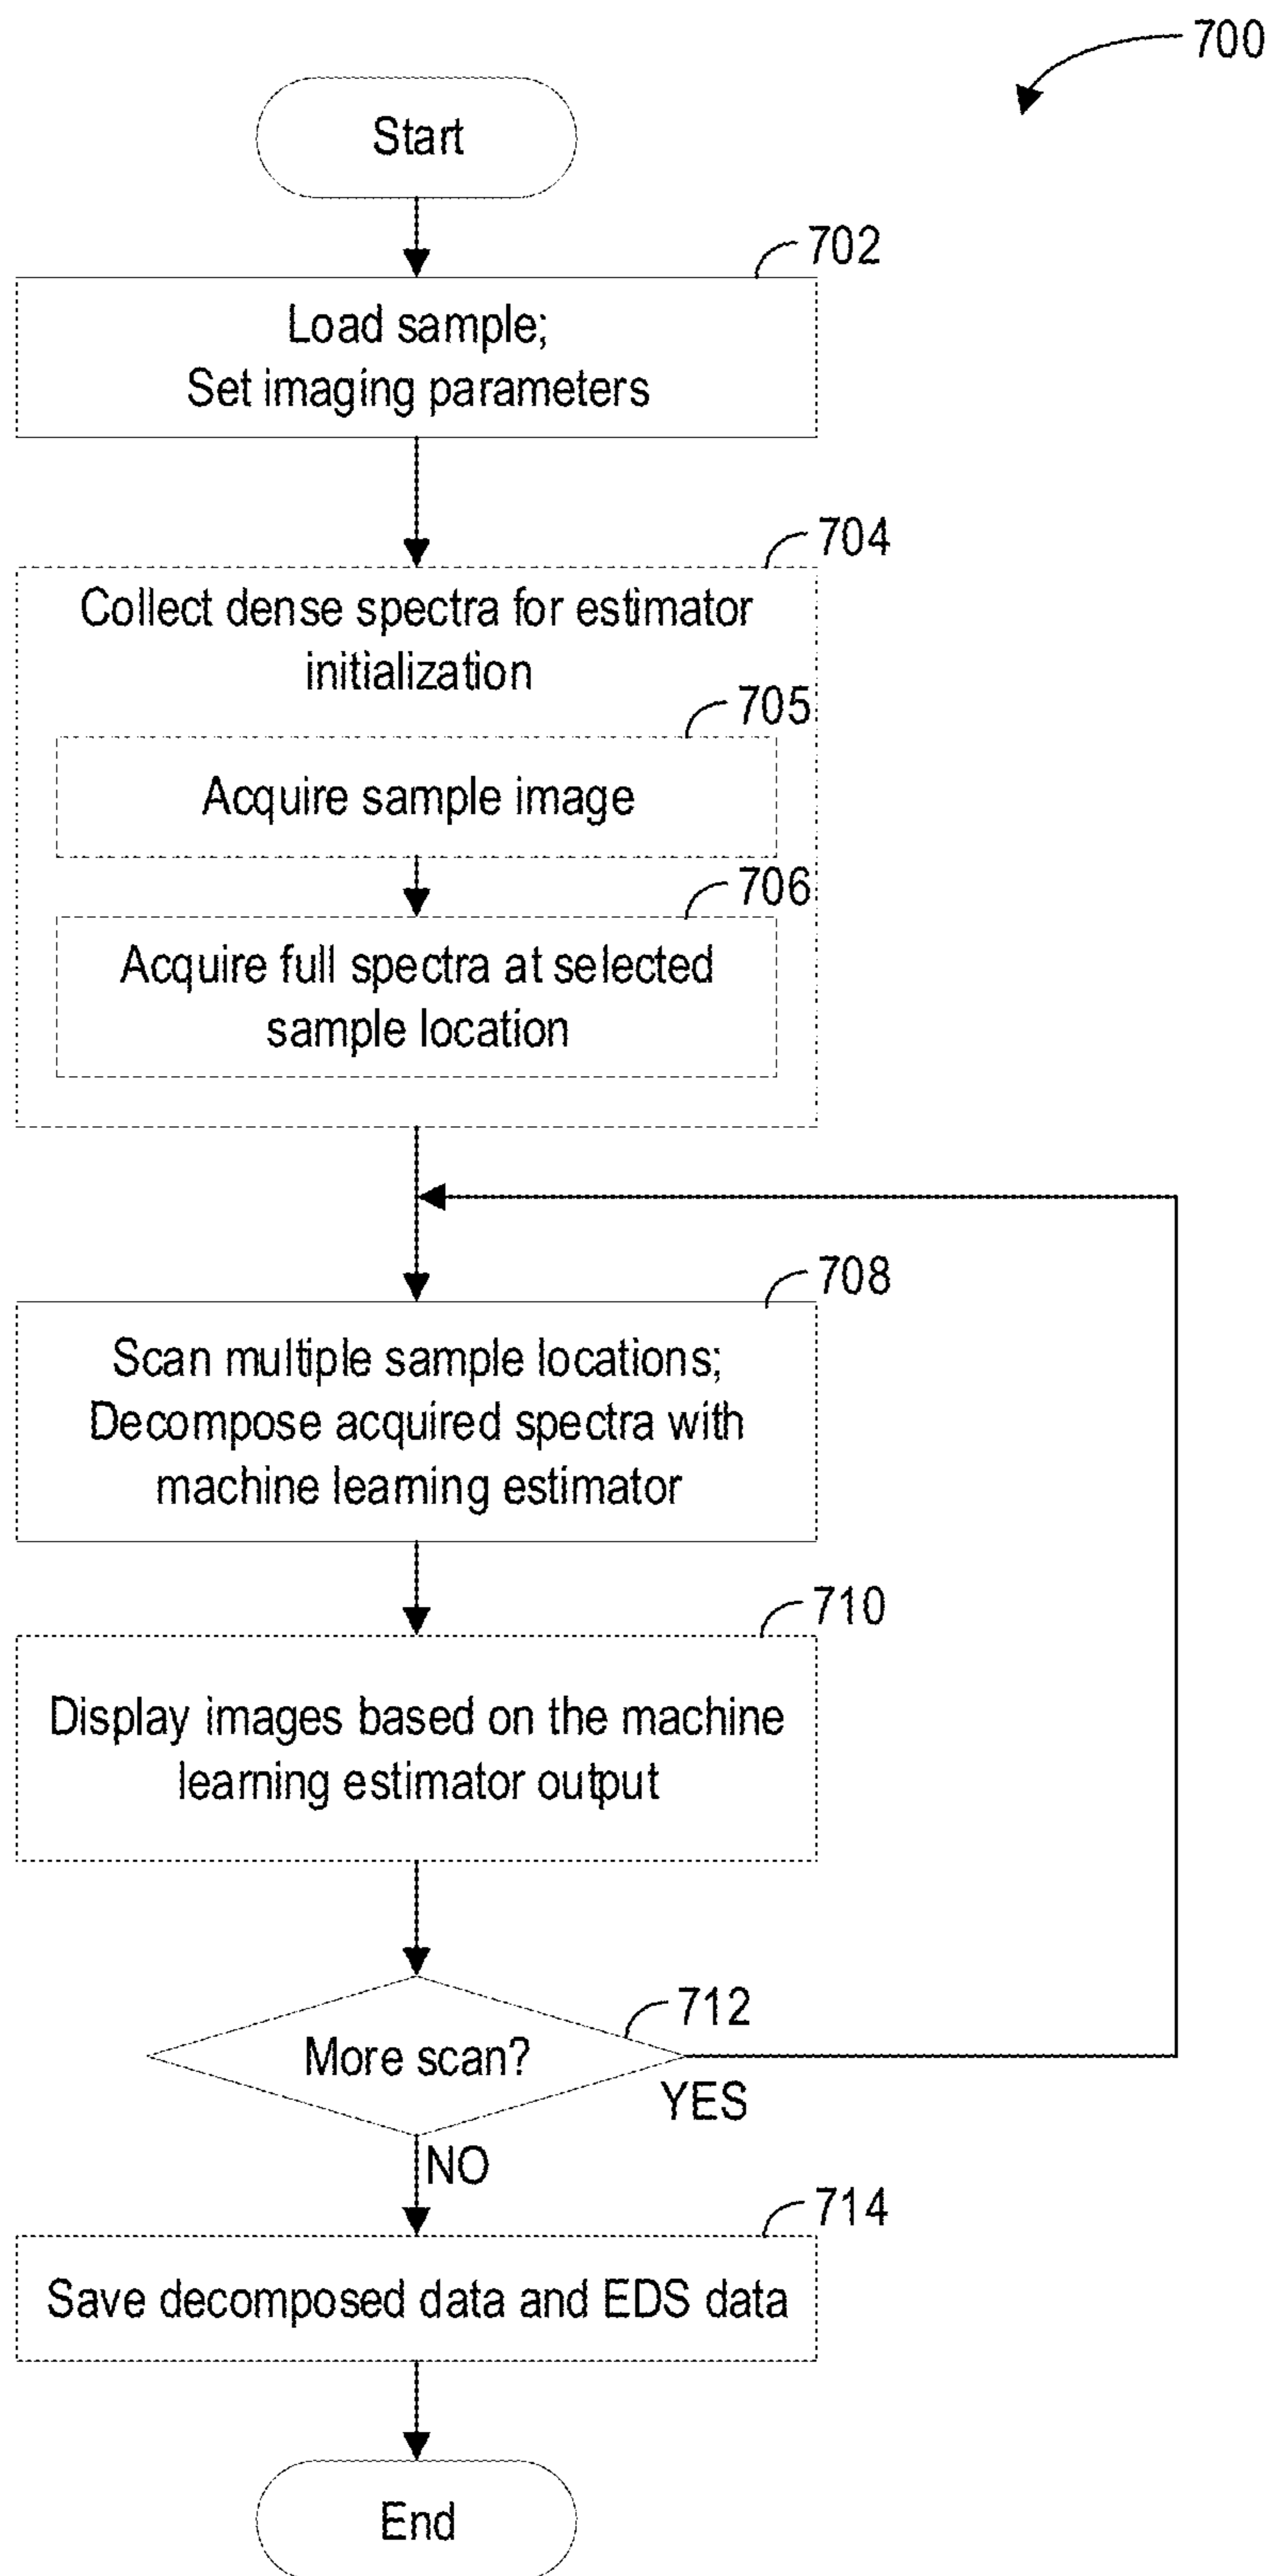 700
Start
702
Load sample;
Set imaging parameters
704
Collect dense spectra for estimator
initialization
705
Acquire sample image
706
Acquire full spectra at selected
sample location
708
Scan multiple sample locations;
Decompose acquired spectra with
machine learning estimator
710
Display images based on the machine
learning estimator output
712
More scan?
YES
NO
714
Save decomposed data and EDS data
End